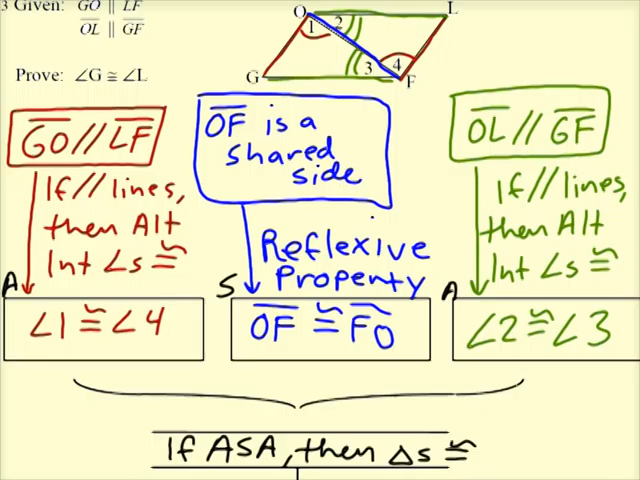 3 Given: GO || LF
OL || GF
Prove: ∠G ≅ ∠L
O
L
1
2
3
4
G
F
GO // LF
If // lines,
then Alt
Int ∠s ≅
A
∠1 ≅ ∠4
OF is a
shared
side
Reflexive
Property
S
OF ≅ FO
OL // GF
If // lines,
then Alt
Int ∠s ≅
A
∠2 ≅ ∠3
If ASA, then △s ≅